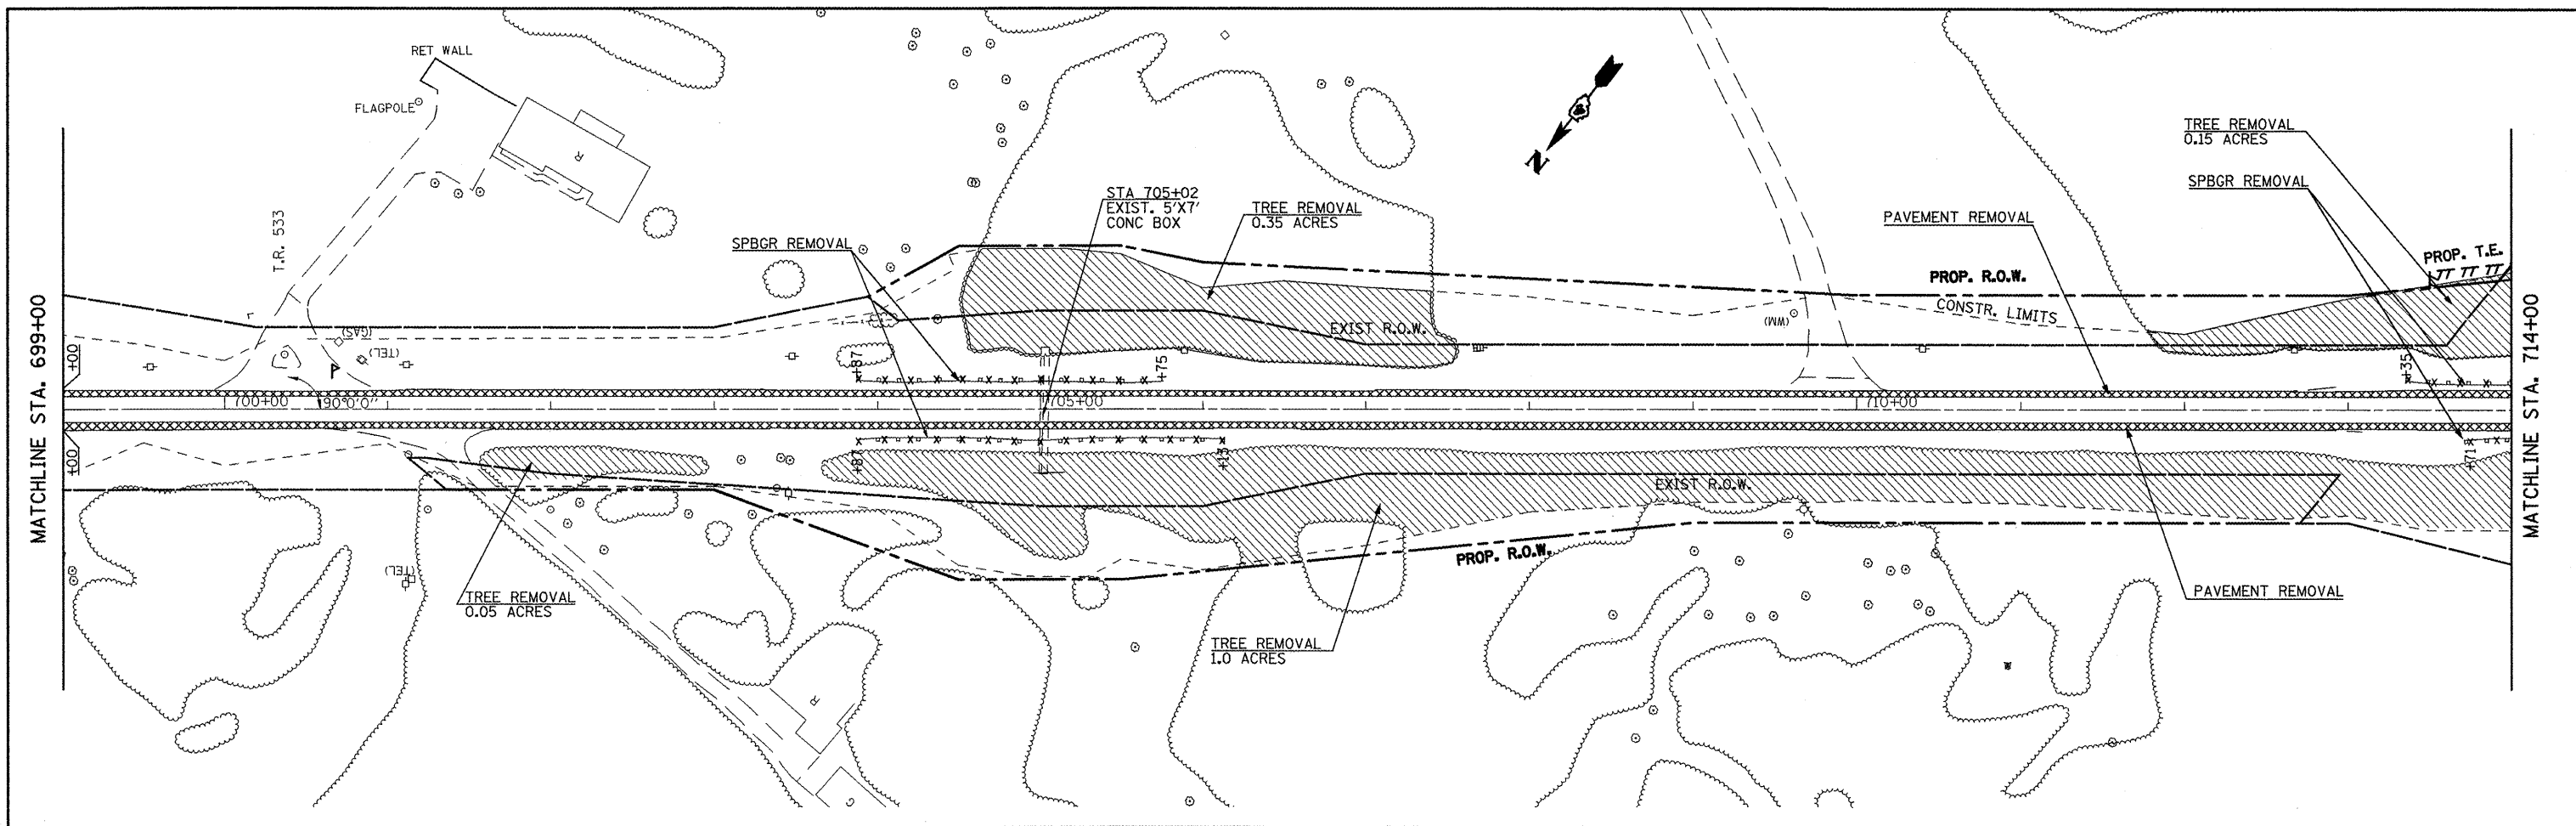 RET WALL
FLAGPOLE
R
T.R. 533
N
STA 705+02
EXIST. 5'X7'
CONC BOX
TREE REMOVAL
0.35 ACRES
SPBGR REMOVAL
TREE REMOVAL
0.15 ACRES
SPBGR REMOVAL
PAVEMENT REMOVAL
PROP. T.E.
PROP. R.O.W.
CONSTR. LIMITS
EXIST R.O.W.
(GAS)
(TEL)
(WM)
P
MATCHLINE STA. 699+00
MATCHLINE STA. 714+00
+00
+87
+75
+35
700+00
90°0'0"
705+00
710+00
+00
+87
+13
+71
EXIST R.O.W.
PROP. R.O.W.
(TEL)
TREE REMOVAL
0.05 ACRES
TREE REMOVAL
1.0 ACRES
PAVEMENT REMOVAL
R
G